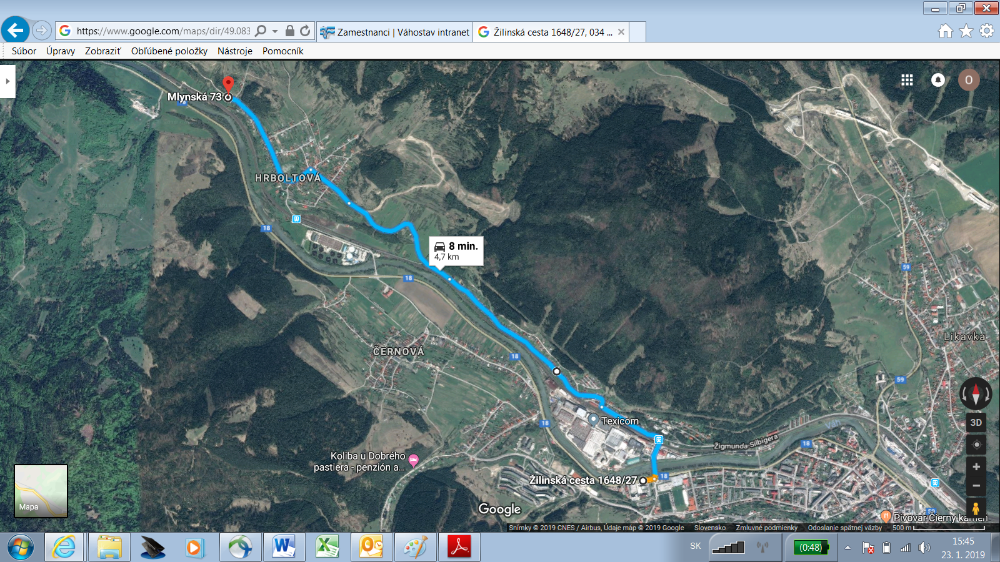 https://www.google.com/maps/dir/49.083
Zamestnanci | Váhostav intranet
Žilinská cesta 1648/27, 034 ...
Súbor Úpravy Zobraziť Obľúbené položky Nástroje Pomocník
O
Mlynská 73
18
HRBOLTOVÁ
18
8 min.
4,7 km
59
18
Likavka
ČERNOVÁ
18
59
Texicom
18
3D
Váh
Žigmunda Silbigera
18
Koliba u Dobrého
pastiera - penzión a...
Žilinská cesta 1648/27
18
Mapa
Google
59
Pivovar Čierny kameň
Snímky © 2019 CNES / Airbus, Údaje máp © 2019 Google Slovensko Zmluvné podmienky Odoslanie spätnej väzby 500 m
SK
(0:48)
15:45
23. 1. 2019